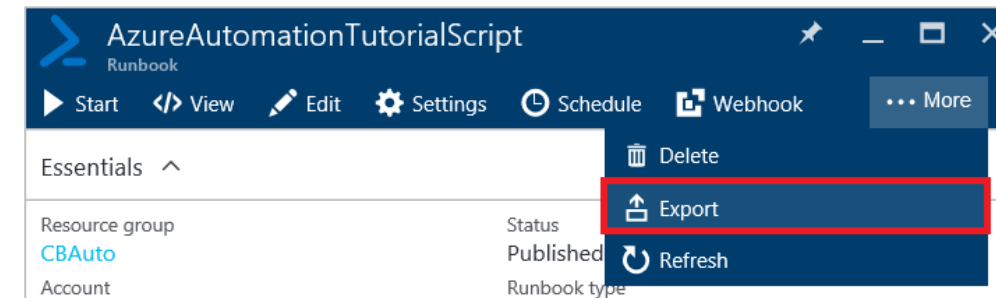 AzureAutomationTutorialScript
Runbook
Start </> View Edit Settings Schedule Webhook ••• More
Delete
Essentials
Export
Resource group Status
CBAuto Published
Refresh
Account Runbook type